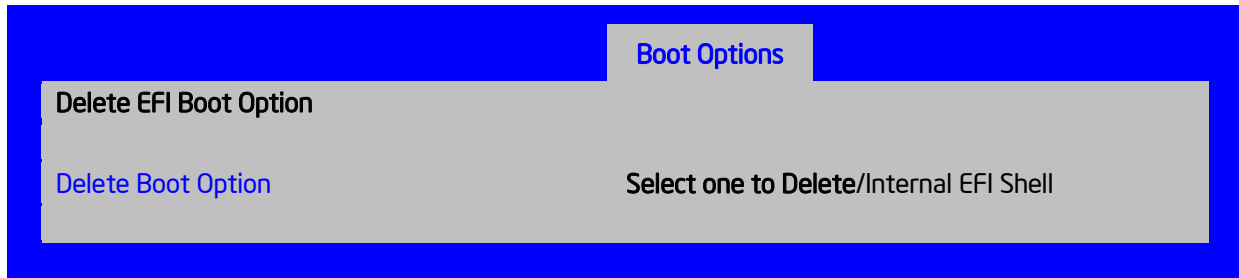 Boot Options
Delete EFI Boot Option
Delete Boot Option Select one to Delete/Internal EFI Shell